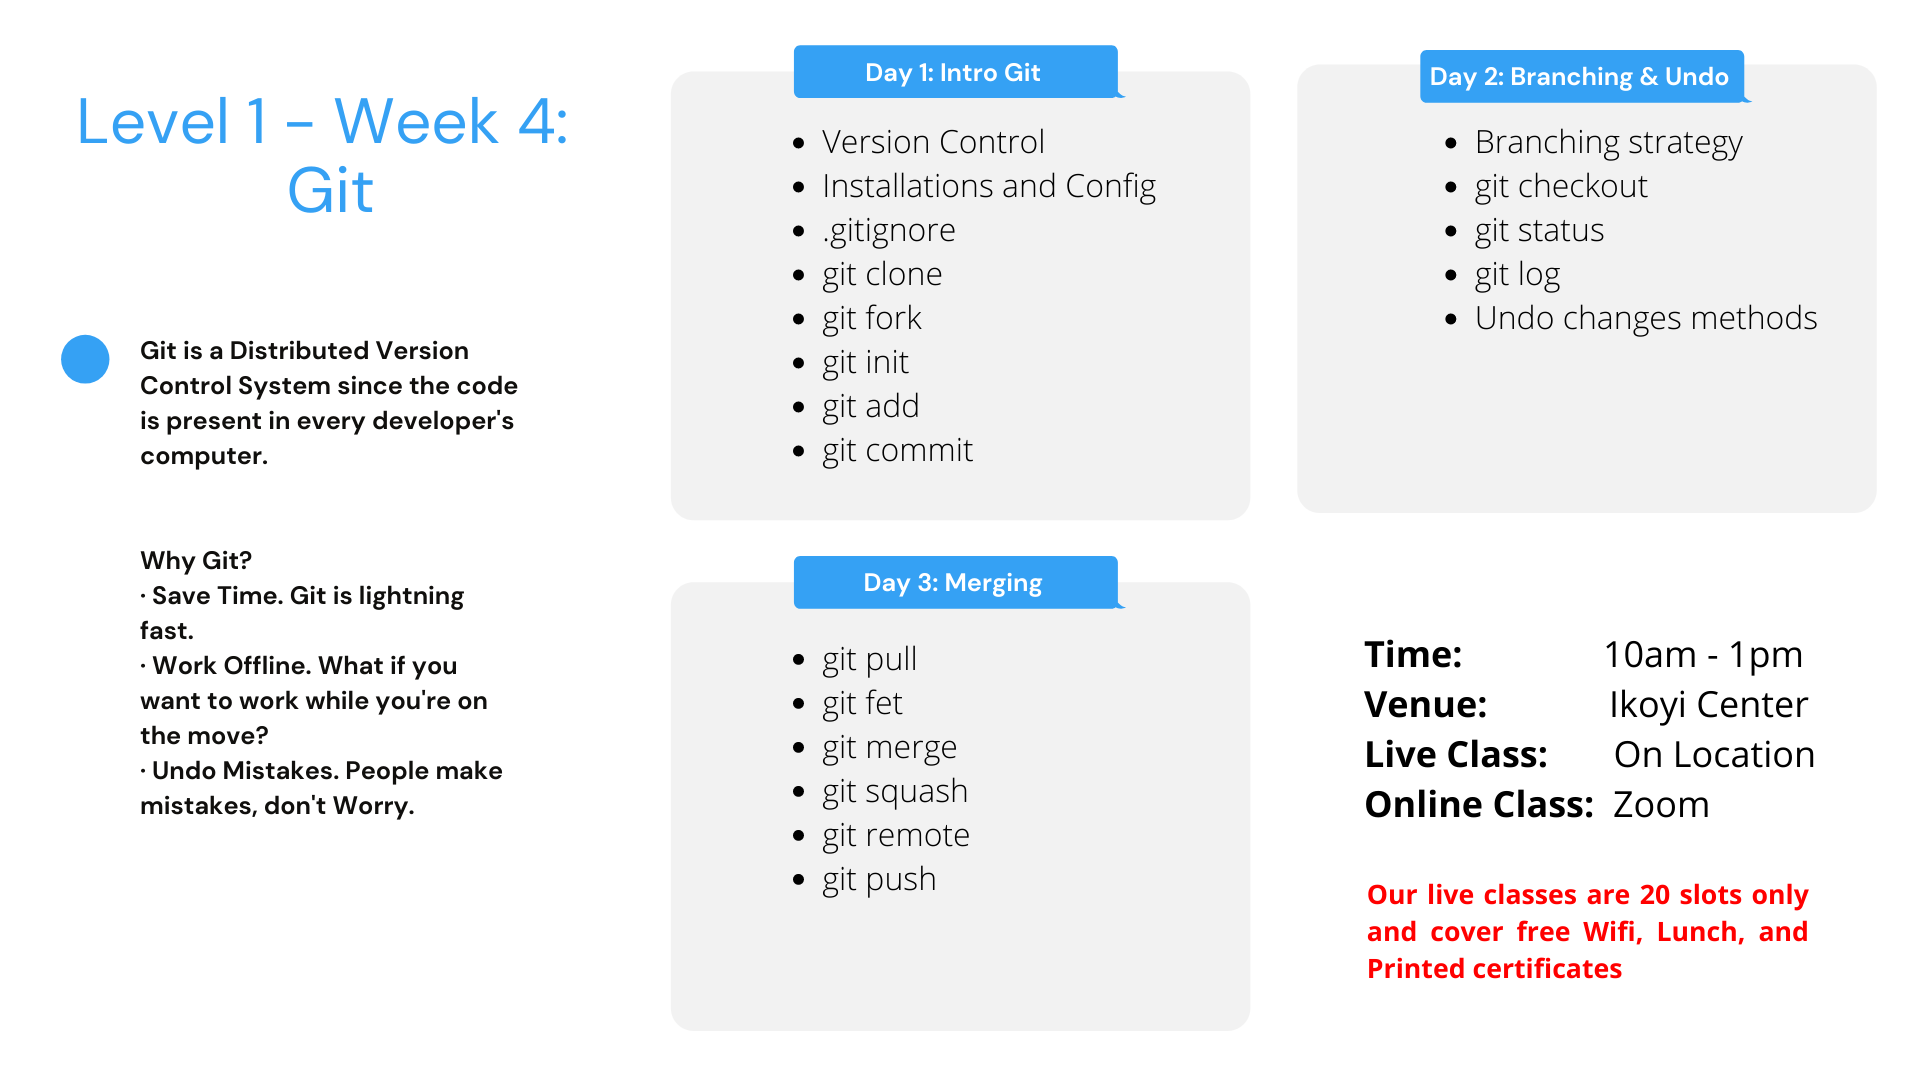 Level 1 - Week 4:
Git
Git is a Distributed Version
Control System since the code
is present in every developer's
computer.
Why Git?
· Save Time. Git is lightning
fast.
· Work Offline. What if you
want to work while you're on
the move?
· Undo Mistakes. People make
mistakes, don't Worry.
Day 1: Intro Git
• Version Control
• Installations and Config
• .gitignore
• git clone
• git fork
• git init
• git add
• git commit
Day 2: Branching & Undo
• Branching strategy
• git checkout
• git status
• git log
• Undo changes methods
Day 3: Merging
• git pull
• git fet
• git merge
• git squash
• git remote
• git push
Time: 10am - 1pm
Venue: Ikoyi Center
Live Class: On Location
Online Class: Zoom
Our live classes are 20 slots only
and cover free Wifi, Lunch, and
Printed certificates